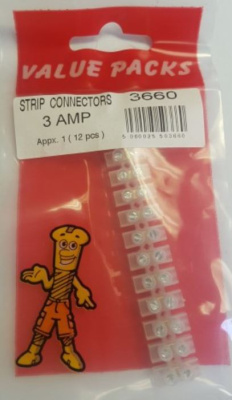 VALUE PACKS
STRIP CONNECTORS 3660
3 AMP
Appx. 1 ( 12 pcs )